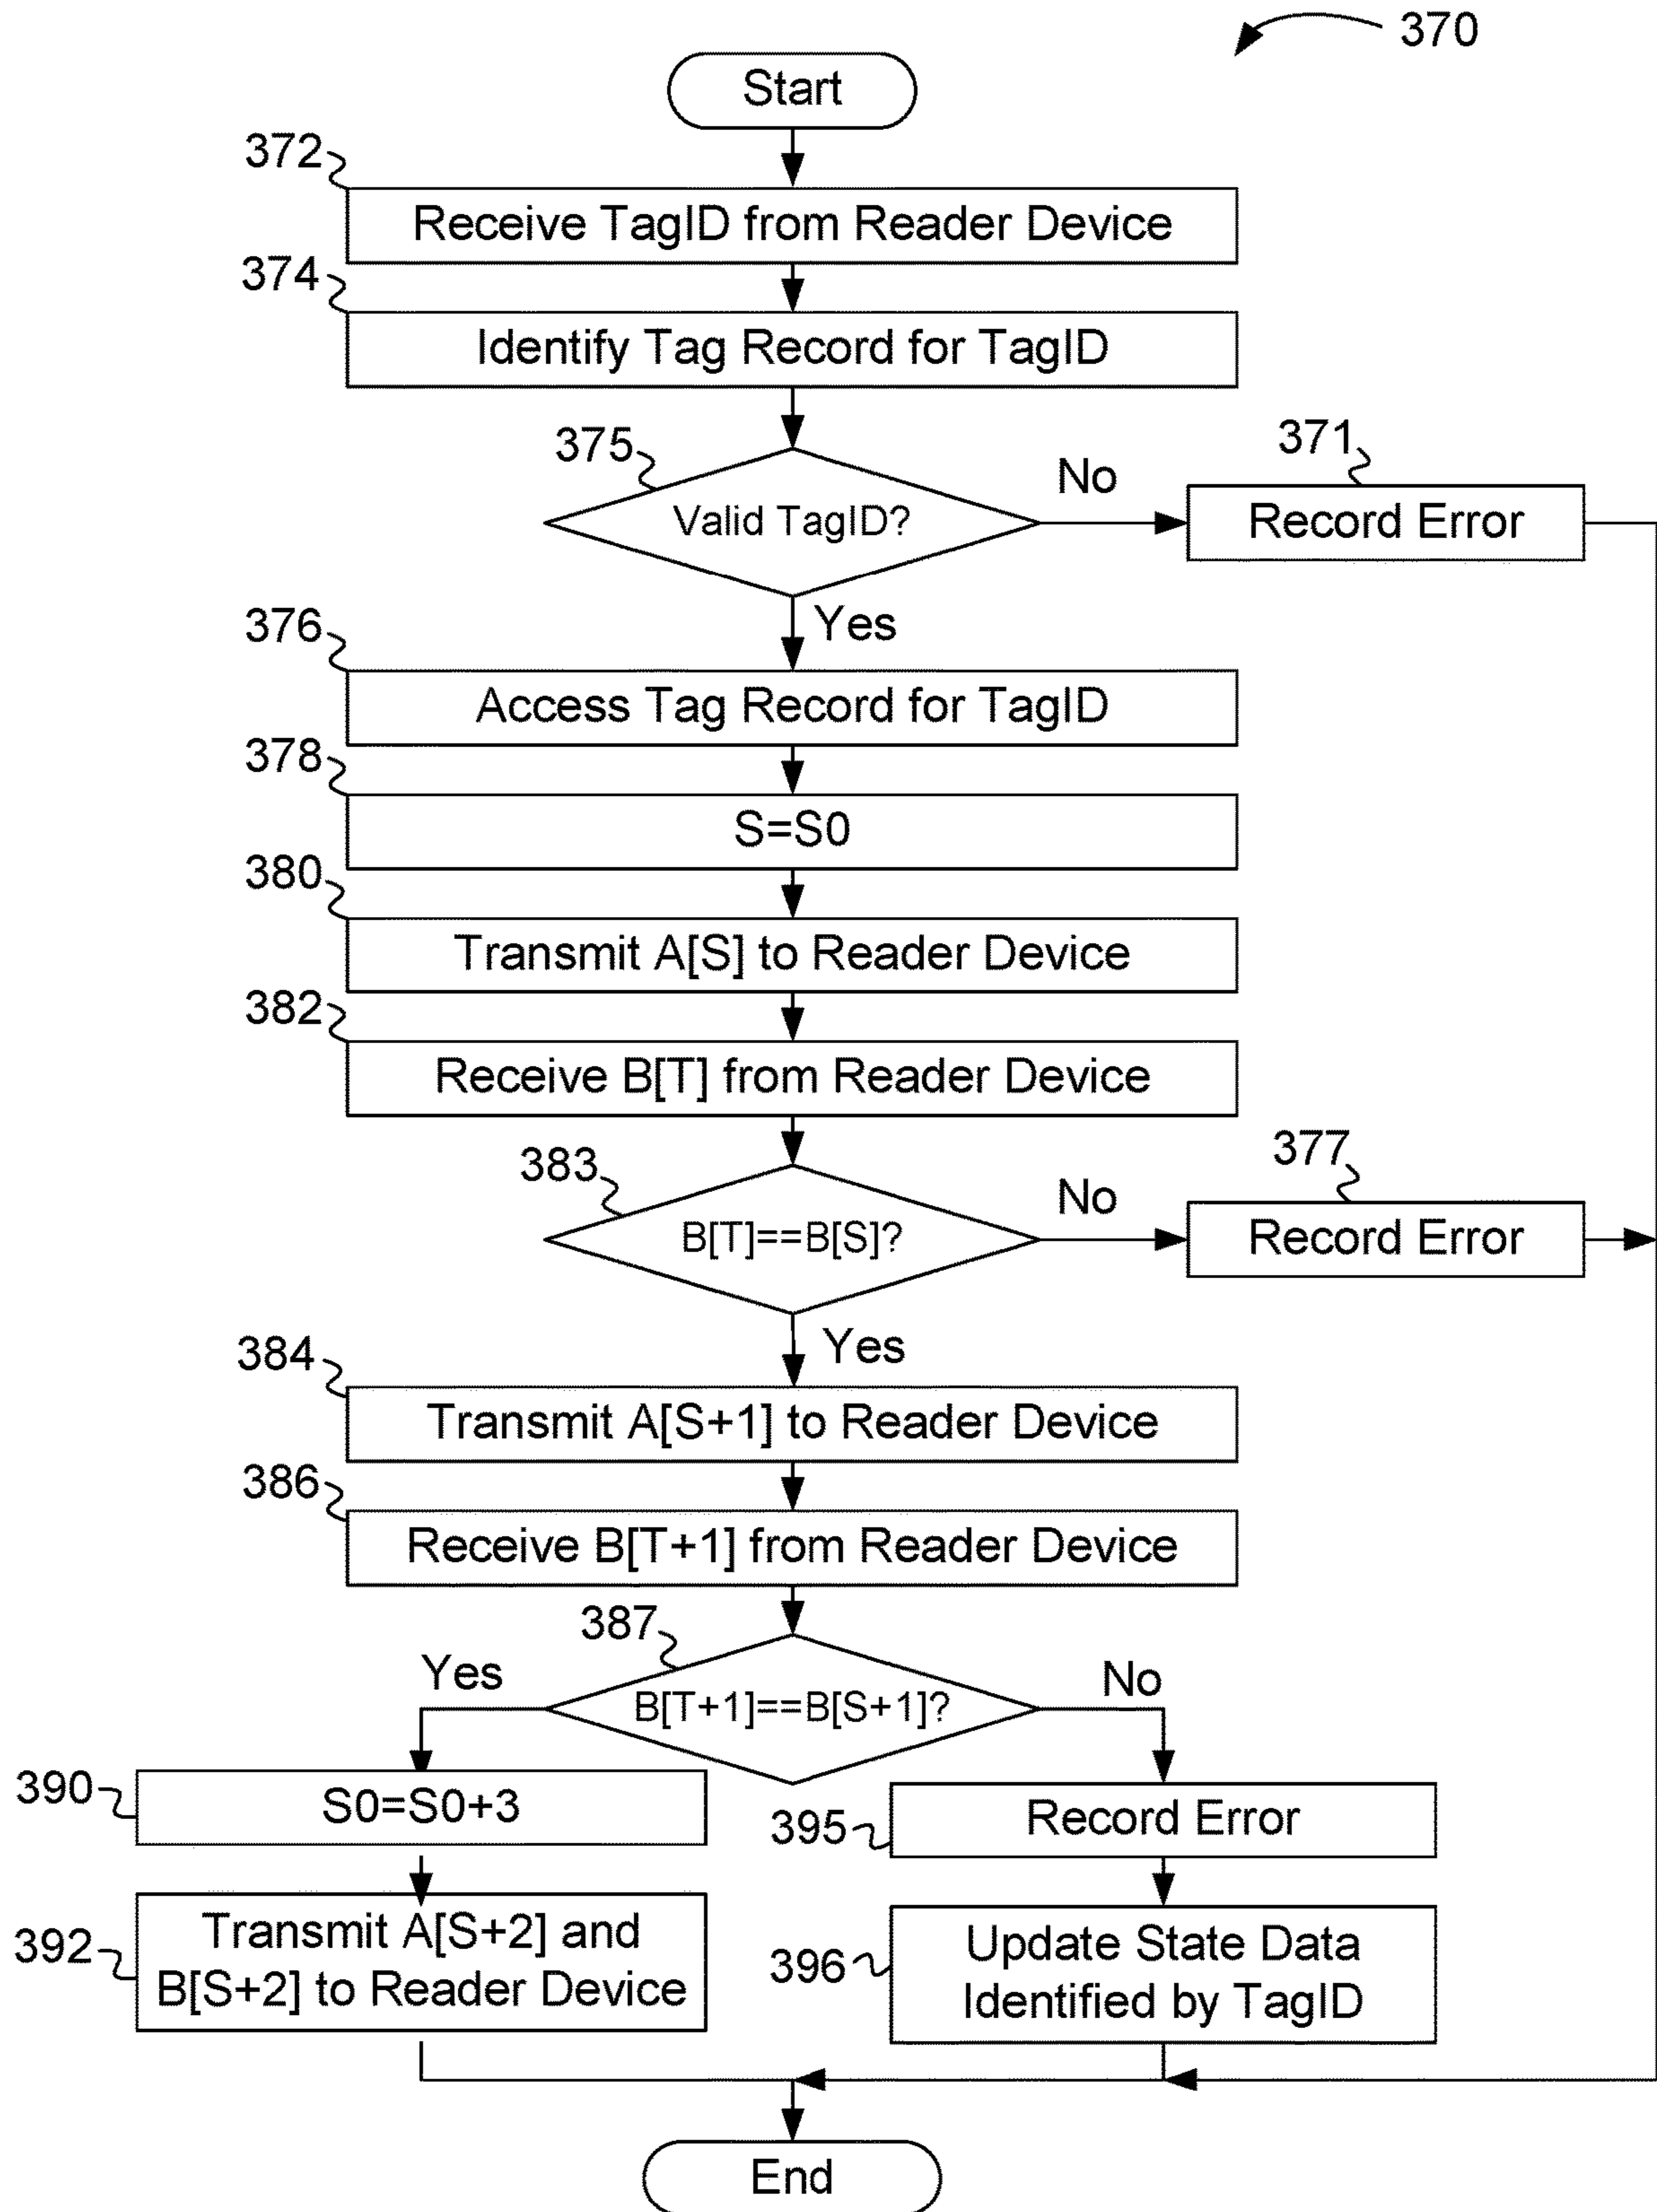 370
Start
372
Receive TagID from Reader Device
374
Identify Tag Record for TagID
375
Valid TagID?
No
371
Record Error
Yes
376
Access Tag Record for TagID
378
S=S0
380
Transmit A[S] to Reader Device
382
Receive B[T] from Reader Device
383
B[T]==B[S]?
No
377
Record Error
Yes
384
Transmit A[S+1] to Reader Device
386
Receive B[T+1] from Reader Device
387
B[T+1]==B[S+1]?
Yes
No
390
S0=S0+3
395
Record Error
392
Transmit A[S+2] and
B[S+2] to Reader Device
396
Update State Data
Identified by TagID
End